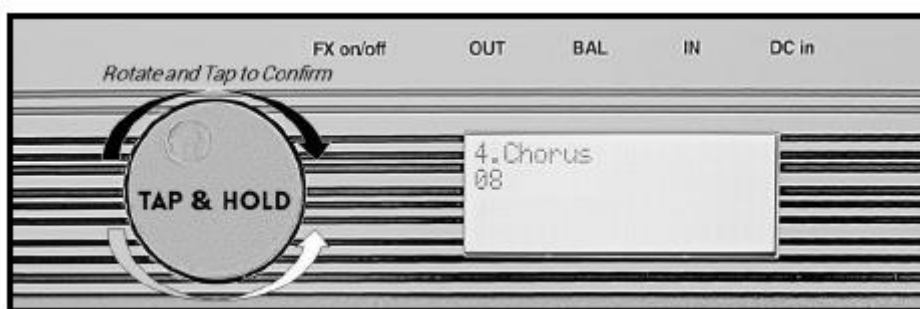 FX on/off OUT BAL IN DC in
Rotate and Tap to Confirm
4.Chorus
08
TAP & HOLD